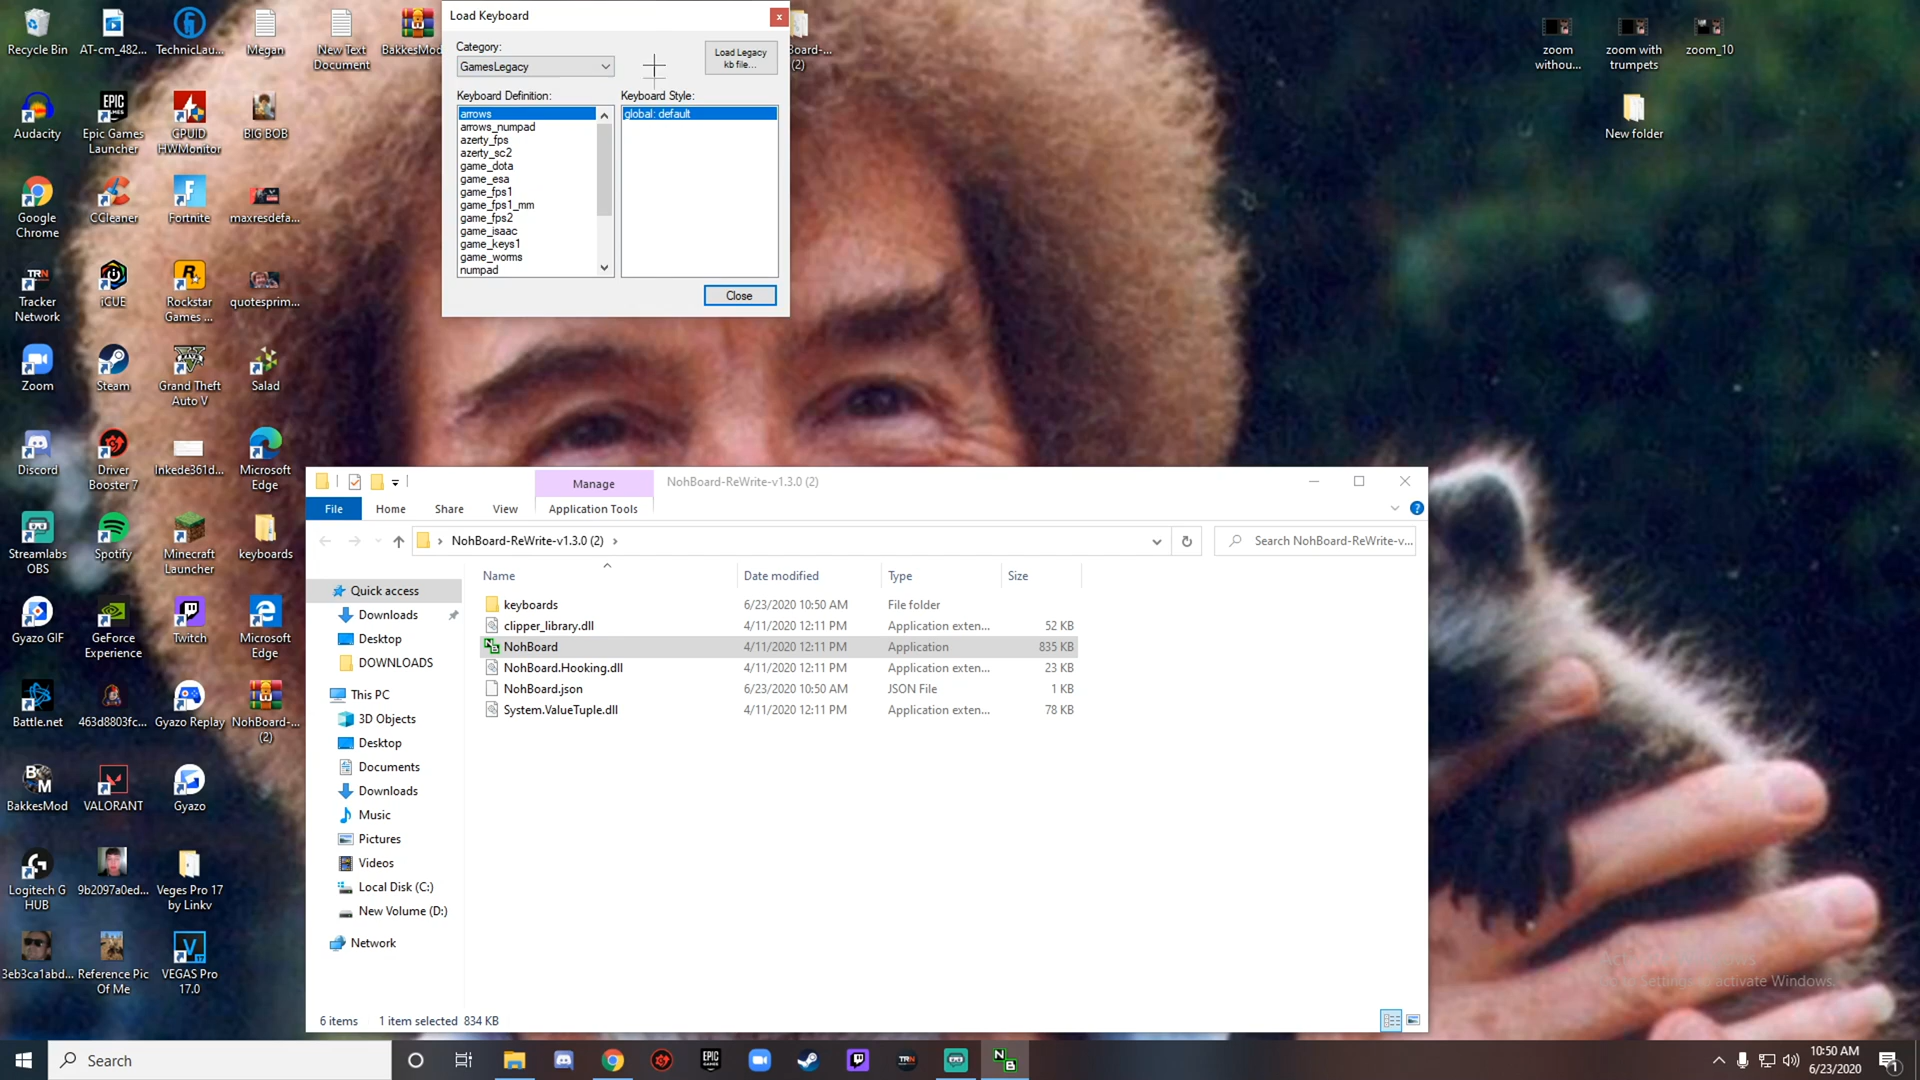 Recycle Bin
AT-cm_482...
TechnicLau...
Megan
New Text
Document
BakkesMod
Audacity
Epic Games
Launcher
CPUID
HWMonitor
BIG BOB
Google
Chrome
CCleaner
Fortnite
maxresdefa...
Tracker
Network
iCUE
Rockstar
Games ...
quotesprim...
Zoom
Steam
Grand Theft
Auto V
Salad
Discord
Driver
Booster 7
Inkede361d...
Microsoft
Edge
Streamlabs
OBS
Spotify
Minecraft
Launcher
keyboards
Gyazo GIF
GeForce
Experience
Twitch
Microsoft
Edge
Battle.net
463d8803fc...
Gyazo Replay
NohBoard-...
(2)
BakkesMod
VALORANT
Gyazo
Logitech G
HUB
9b2097a0ed...
Veges Pro 17
by Linkv
3eb3ca1abd...
Reference Pic
Of Me
VEGAS Pro
17.0
Load Keyboard
Category:
GamesLegacy
Load Legacy
kb file...
Keyboard Definition:
Keyboard Style:
arrows
arrows_numpad
azerty_fps
azerty_sc2
game_dota
game_esa
game_fps1
game_fps1_mm
game_fps2
game_isaac
game_keys1
game_worms
numpad
global: default
Close
Board-...
(2)
zoom
withou...
zoom with
trumpets
zoom_10
New folder
Manage
NohBoard-ReWrite-v1.3.0 (2)
File
Home
Share
View
Application Tools
NohBoard-ReWrite-v1.3.0 (2)
Search NohBoard-ReWrite-v...
Quick access
Downloads
Desktop
DOWNLOADS
This PC
3D Objects
Desktop
Documents
Downloads
Music
Pictures
Videos
Local Disk (C:)
New Volume (D:)
Network
Name Date modified Type Size
keyboards 6/23/2020 10:50 AM File folder
clipper_library.dll 4/11/2020 12:11 PM Application exten... 52 KB
NohBoard 4/11/2020 12:11 PM Application 835 KB
NohBoard.Hooking.dll 4/11/2020 12:11 PM Application exten... 23 KB
NohBoard.json 6/23/2020 10:50 AM JSON File 1 KB
System.ValueTuple.dll 4/11/2020 12:11 PM Application exten... 78 KB
6 items 1 item selected 834 KB
Activate Windows
Go to Settings to activate Windows.
Search
10:50 AM
6/23/2020